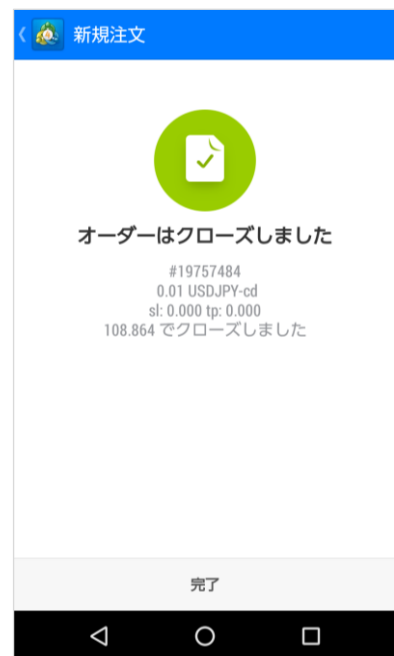 新規注文
オーダーはクローズしました
#19757484
0.01 USDJPY-cd
sl: 0.000 tp: 0.000
108.864 でクローズしました
完了